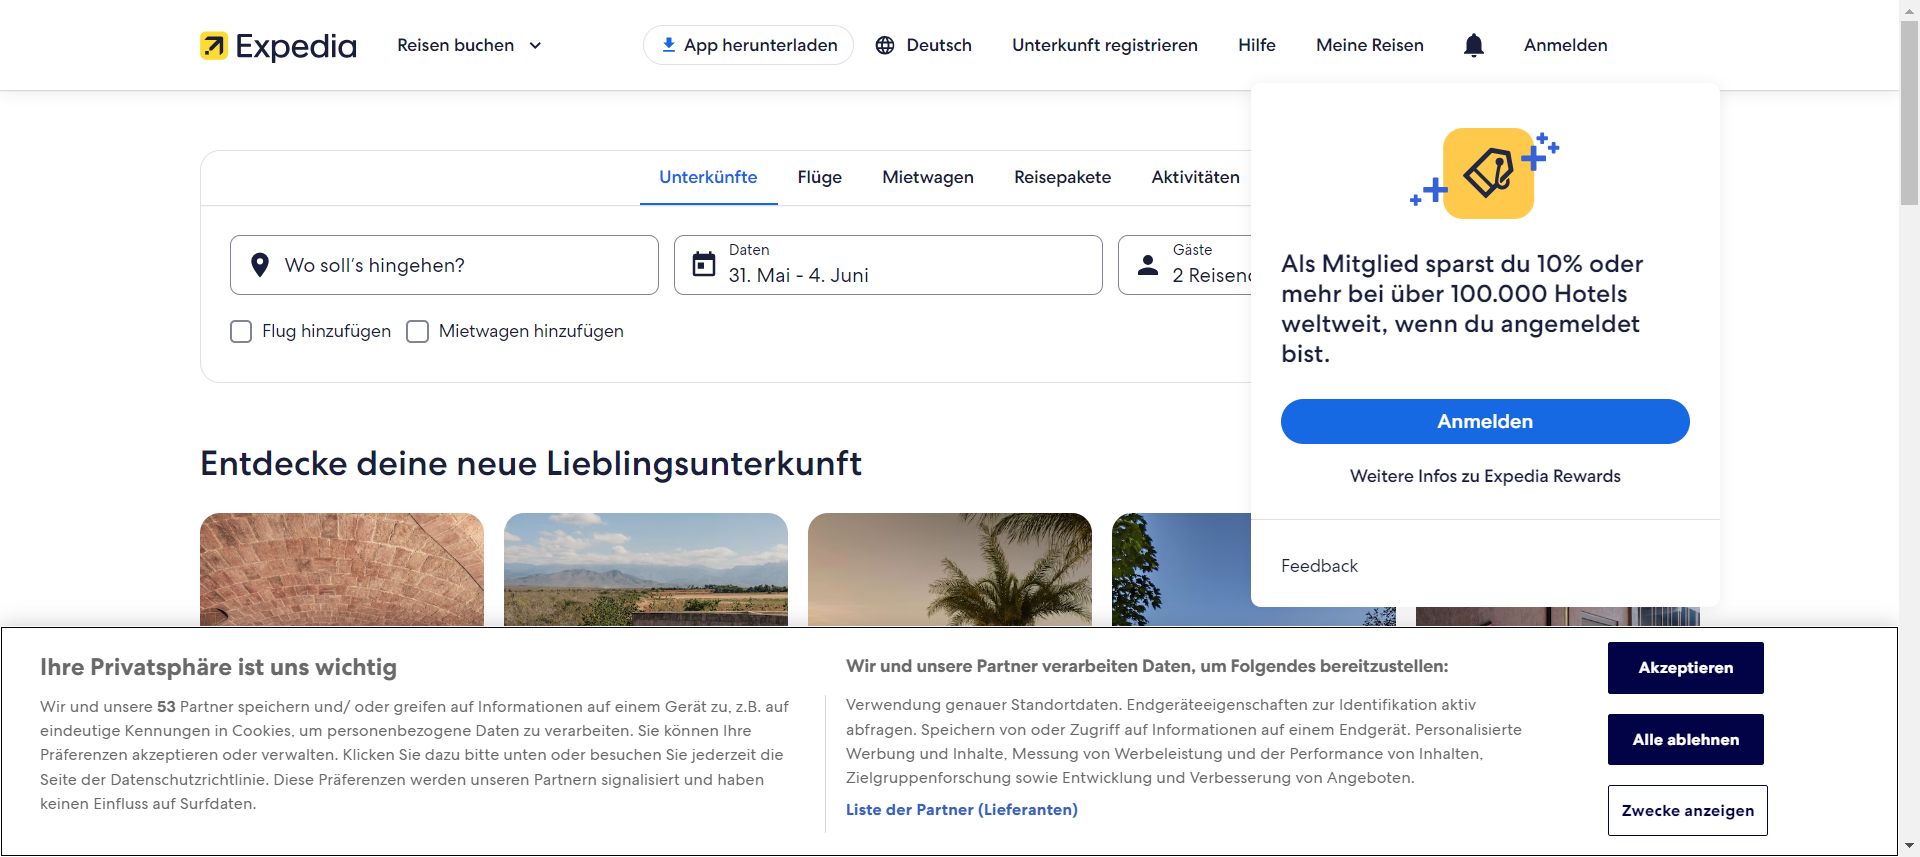 Expedia
Reisen buchen
App herunterladen
Deutsch
Unterkunft registrieren
Hilfe
Meine Reisen
Anmelden
Unterkünfte
Flüge
Mietwagen
Reisepakete
Aktivitäten
Wo soll's hingehen?
Daten
31. Mai - 4. Juni
Gäste
2 Reisen
Flug hinzufügen
Mietwagen hinzufügen
Als Mitglied sparst du 10% oder
mehr bei über 100.000 Hotels
weltweit, wenn du angemeldet
bist.
Anmelden
Weitere Infos zu Expedia Rewards
Feedback
Entdecke deine neue Lieblingsunterkunft
Ihre Privatsphäre ist uns wichtig
Wir und unsere 53 Partner speichern und/ oder greifen auf Informationen auf einem Gerät zu, z.B. auf
eindeutige Kennungen in Cookies, um personenbezogene Daten zu verarbeiten. Sie können Ihre
Präferenzen akzeptieren oder verwalten. Klicken Sie dazu bitte unten oder besuchen Sie jederzeit die
Seite der Datenschutzrichtlinie. Diese Präferenzen werden unseren Partnern signalisiert und haben
keinen Einfluss auf Surfdaten.
Wir und unsere Partner verarbeiten Daten, um Folgendes bereitzustellen:
Verwendung genauer Standortdaten. Endgeräteeigenschaften zur Identifikation aktiv
abfragen. Speichern von oder Zugriff auf Informationen auf einem Endgerät. Personalisierte
Werbung und Inhalte, Messung von Werbeleistung und der Performance von Inhalten,
Zielgruppenforschung sowie Entwicklung und Verbesserung von Angeboten.
Liste der Partner (Lieferanten)
Akzeptieren
Alle ablehnen
Zwecke anzeigen